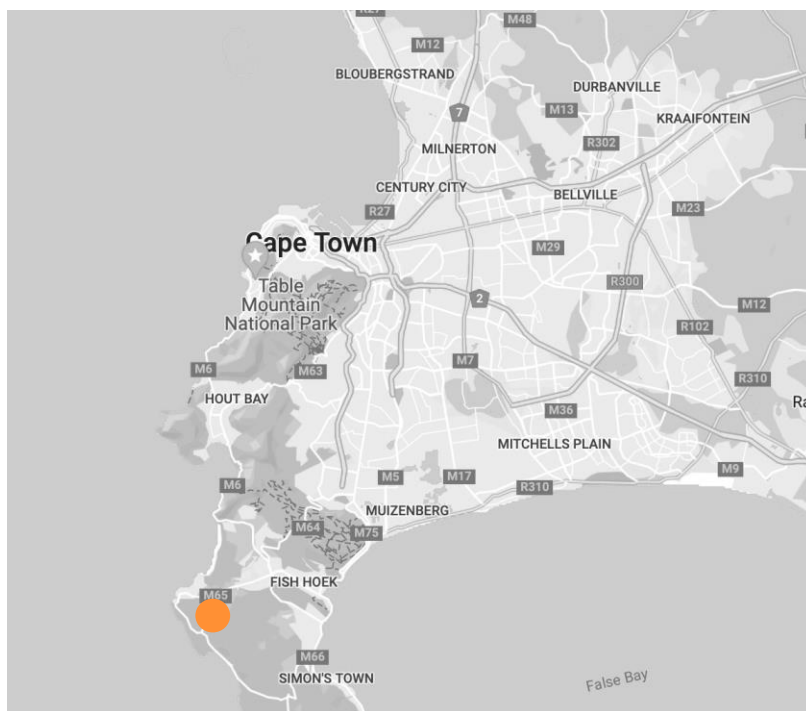 R27
M48
M12
BLOUBERGSTRAND
DURBANVILLE
7
M13
KRAAIFONTEIN
R302
MILNERTON
CENTURY CITY
BELLVILLE
R27
M23
Cape Town
M29
Table
Mountain
National Park
R300
2
M12
R102
M7
M6
M63
R310
HOUT BAY
Ra
M36
MITCHELLS PLAIN
M9
M5
M17
M6
R310
MUIZENBERG
M64
M75
FISH HOEK
M65
M66
SIMON'S TOWN
False Bay